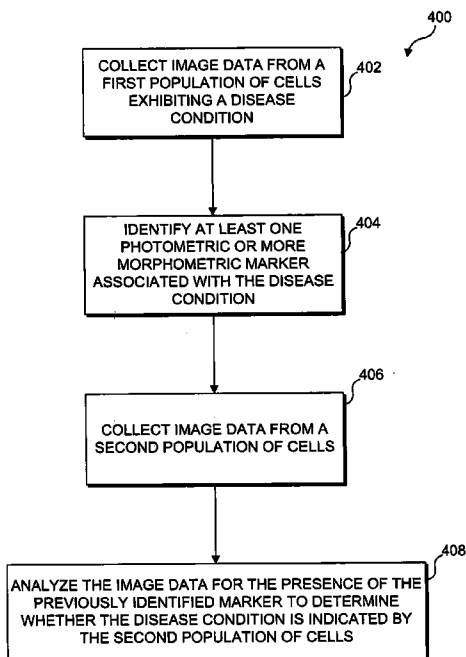 400
COLLECT IMAGE DATA FROM A
FIRST POPULATION OF CELLS
EXHIBITING A DISEASE
CONDITION
402
IDENTIFY AT LEAST ONE
PHOTOMETRIC OR MORE
MORPHOMETRIC MARKER
ASSOCIATED WITH THE DISEASE
CONDITION
404
COLLECT IMAGE DATA FROM A
SECOND POPULATION OF CELLS
406
ANALYZE THE IMAGE DATA FOR THE PRESENCE OF THE
PREVIOUSLY IDENTIFIED MARKER TO DETERMINE
WHETHER THE DISEASE CONDITION IS INDICATED BY
THE SECOND POPULATION OF CELLS
408